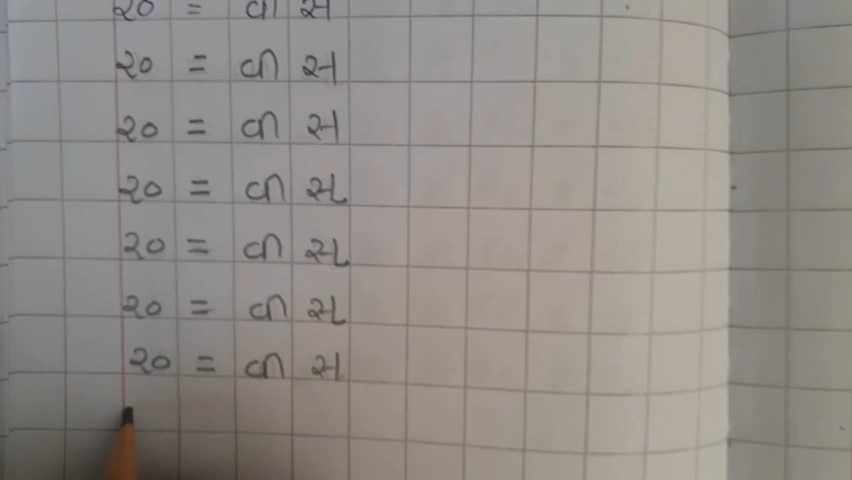 ૨૦ = વી સ
૨૦ = વી સ
૨૦ = વી સ
૨૦ = વી સ
૨૦ = વી સ
૨૦ = વી સ
૨૦ = વી સ